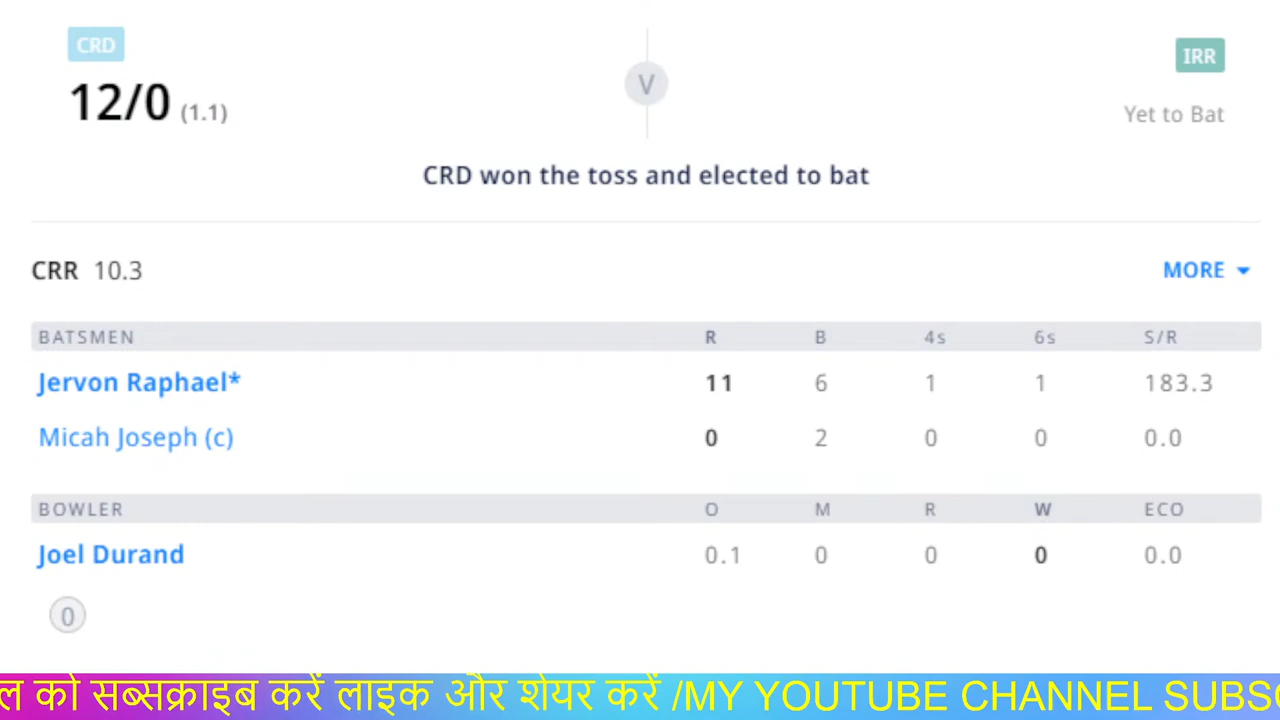 CRD
IRR
12/0 (1.1)
V
Yet to Bat
CRD won the toss and elected to bat
CRR 10.3
MORE
BATSMEN R B 4s 6s S/R
Jervon Raphael* 11 6 1 1 183.3
Micah Joseph (c) 0 2 0 0 0.0
BOWLER O M R W ECO
Joel Durand 0.1 0 0 0 0.0
0
ल को सब्सक्राइब करें लाइक और शेयर करें /MY YOUTUBE CHANNEL SUBSC